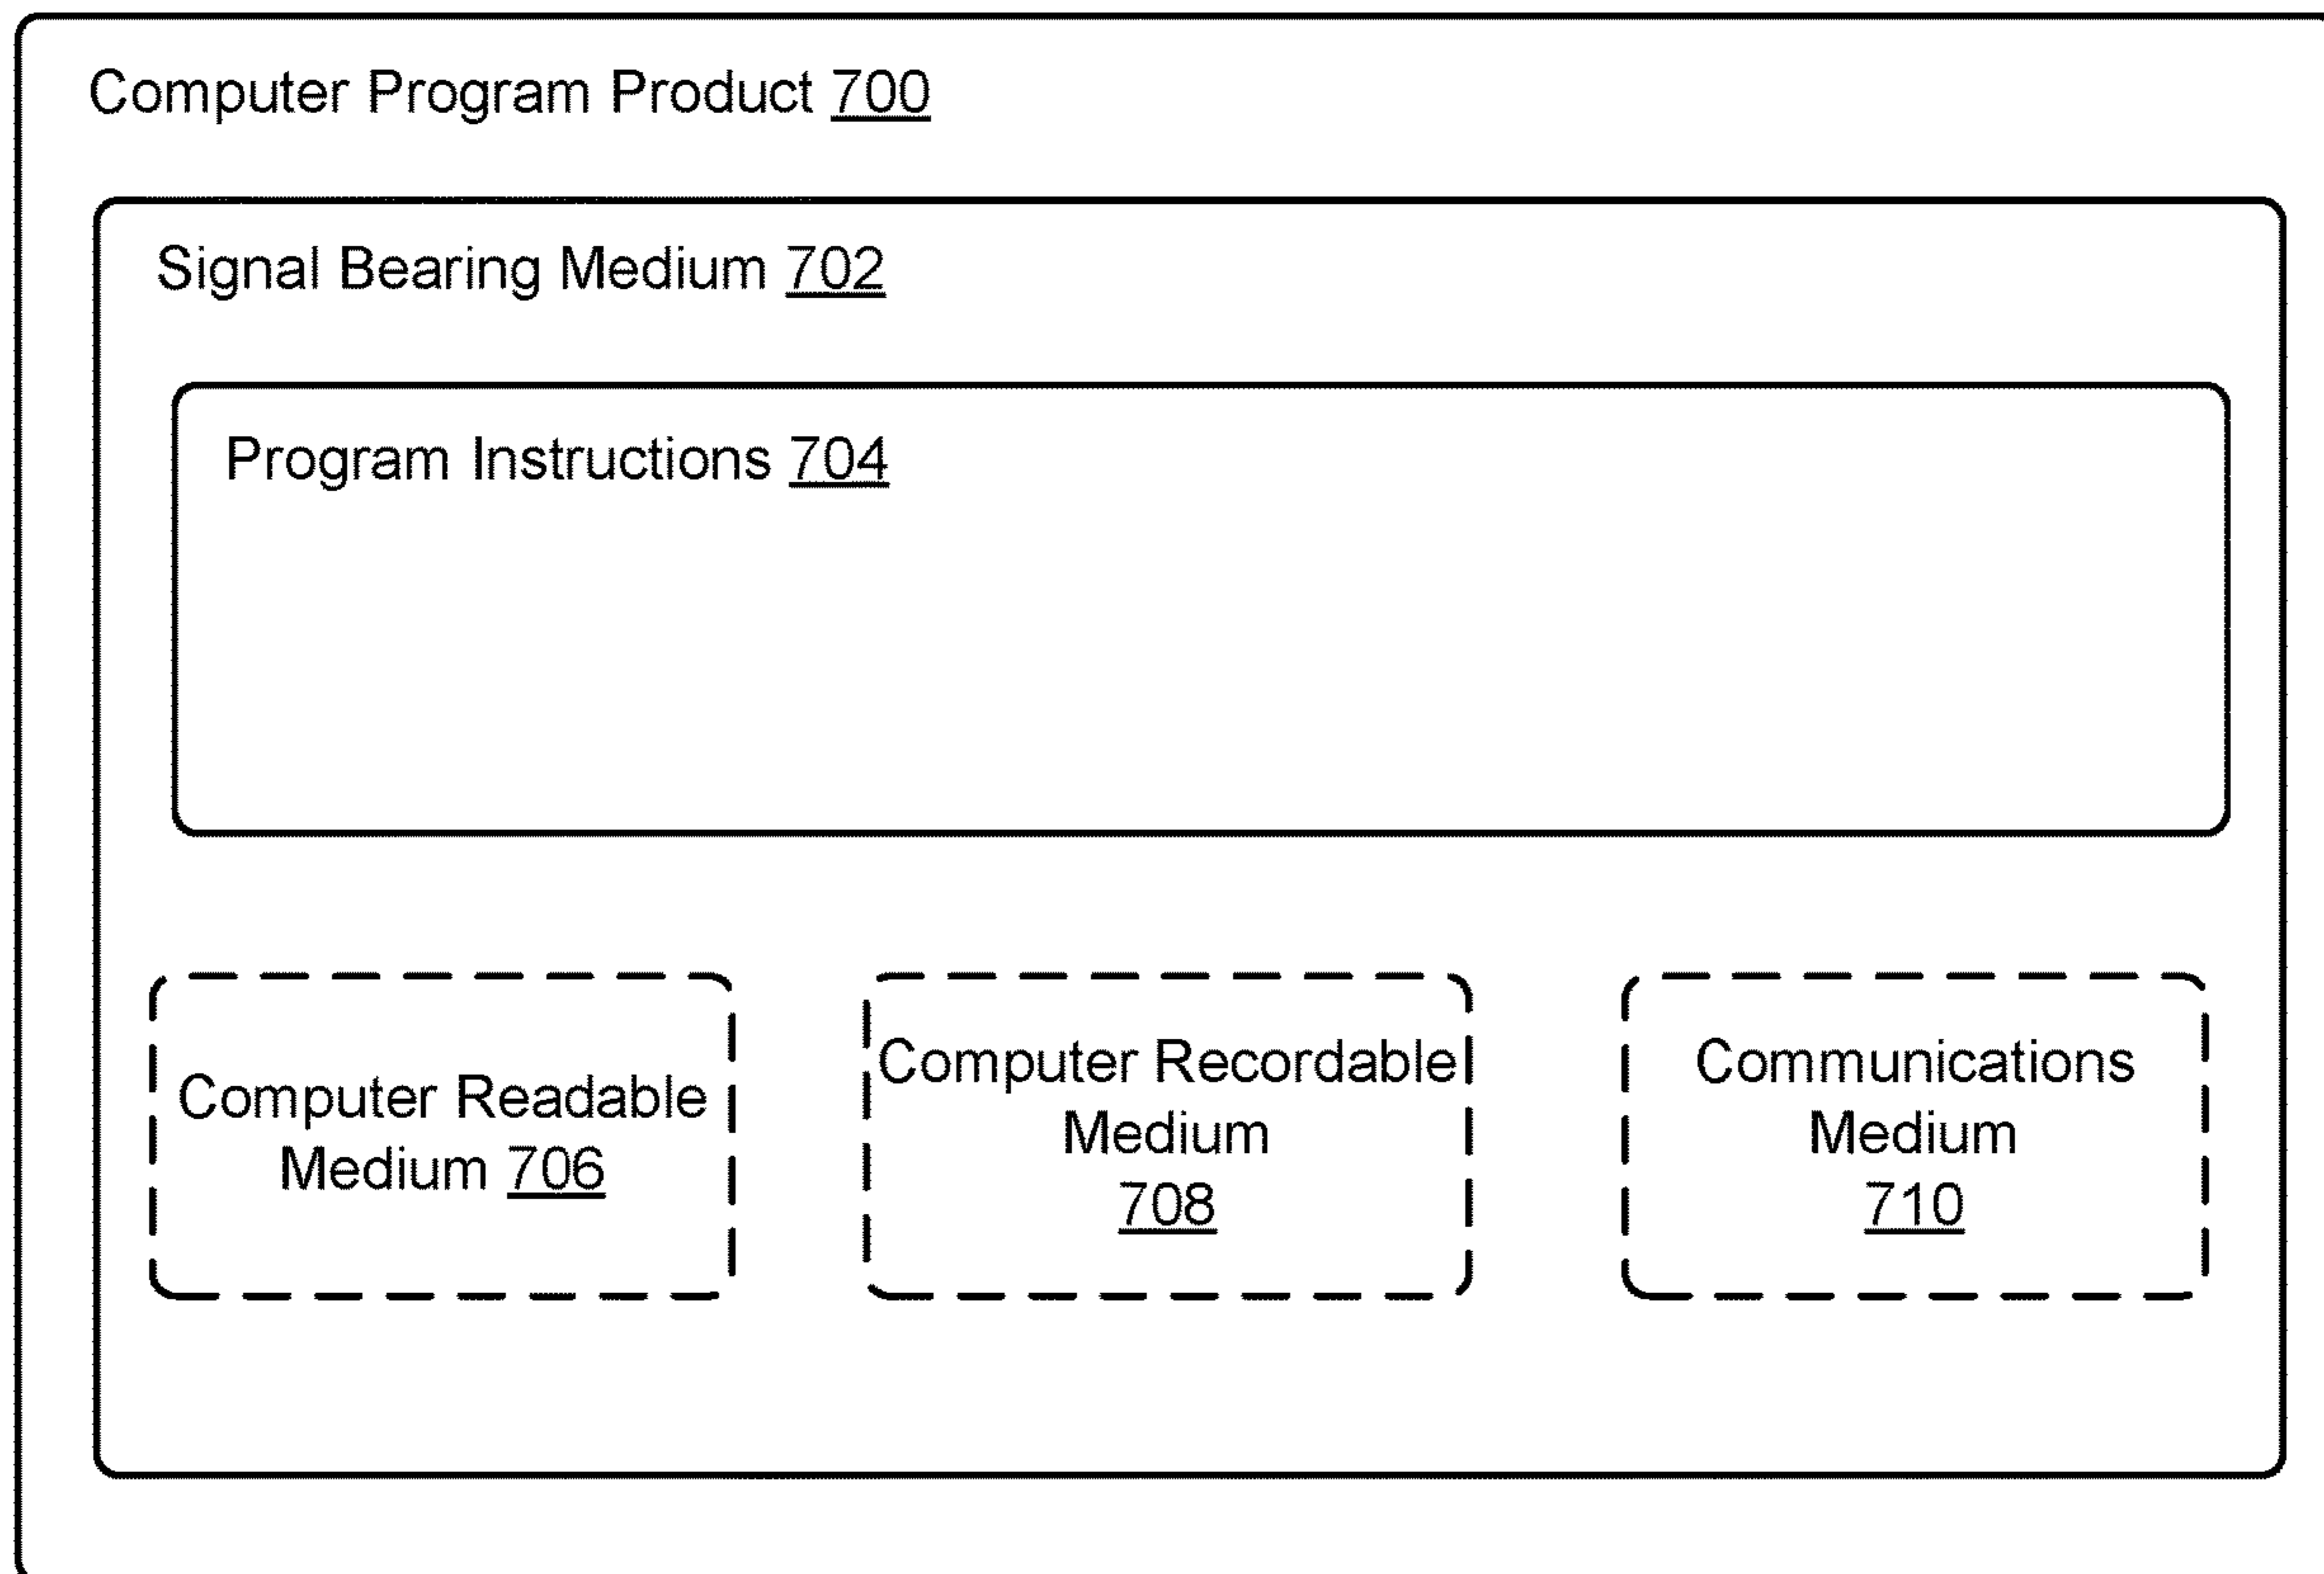 Computer Program Product 700
Signal Bearing Medium 702
Program Instructions 704
Computer Readable
Medium 706
Computer Recordable
Medium
708
Communications
Medium
710